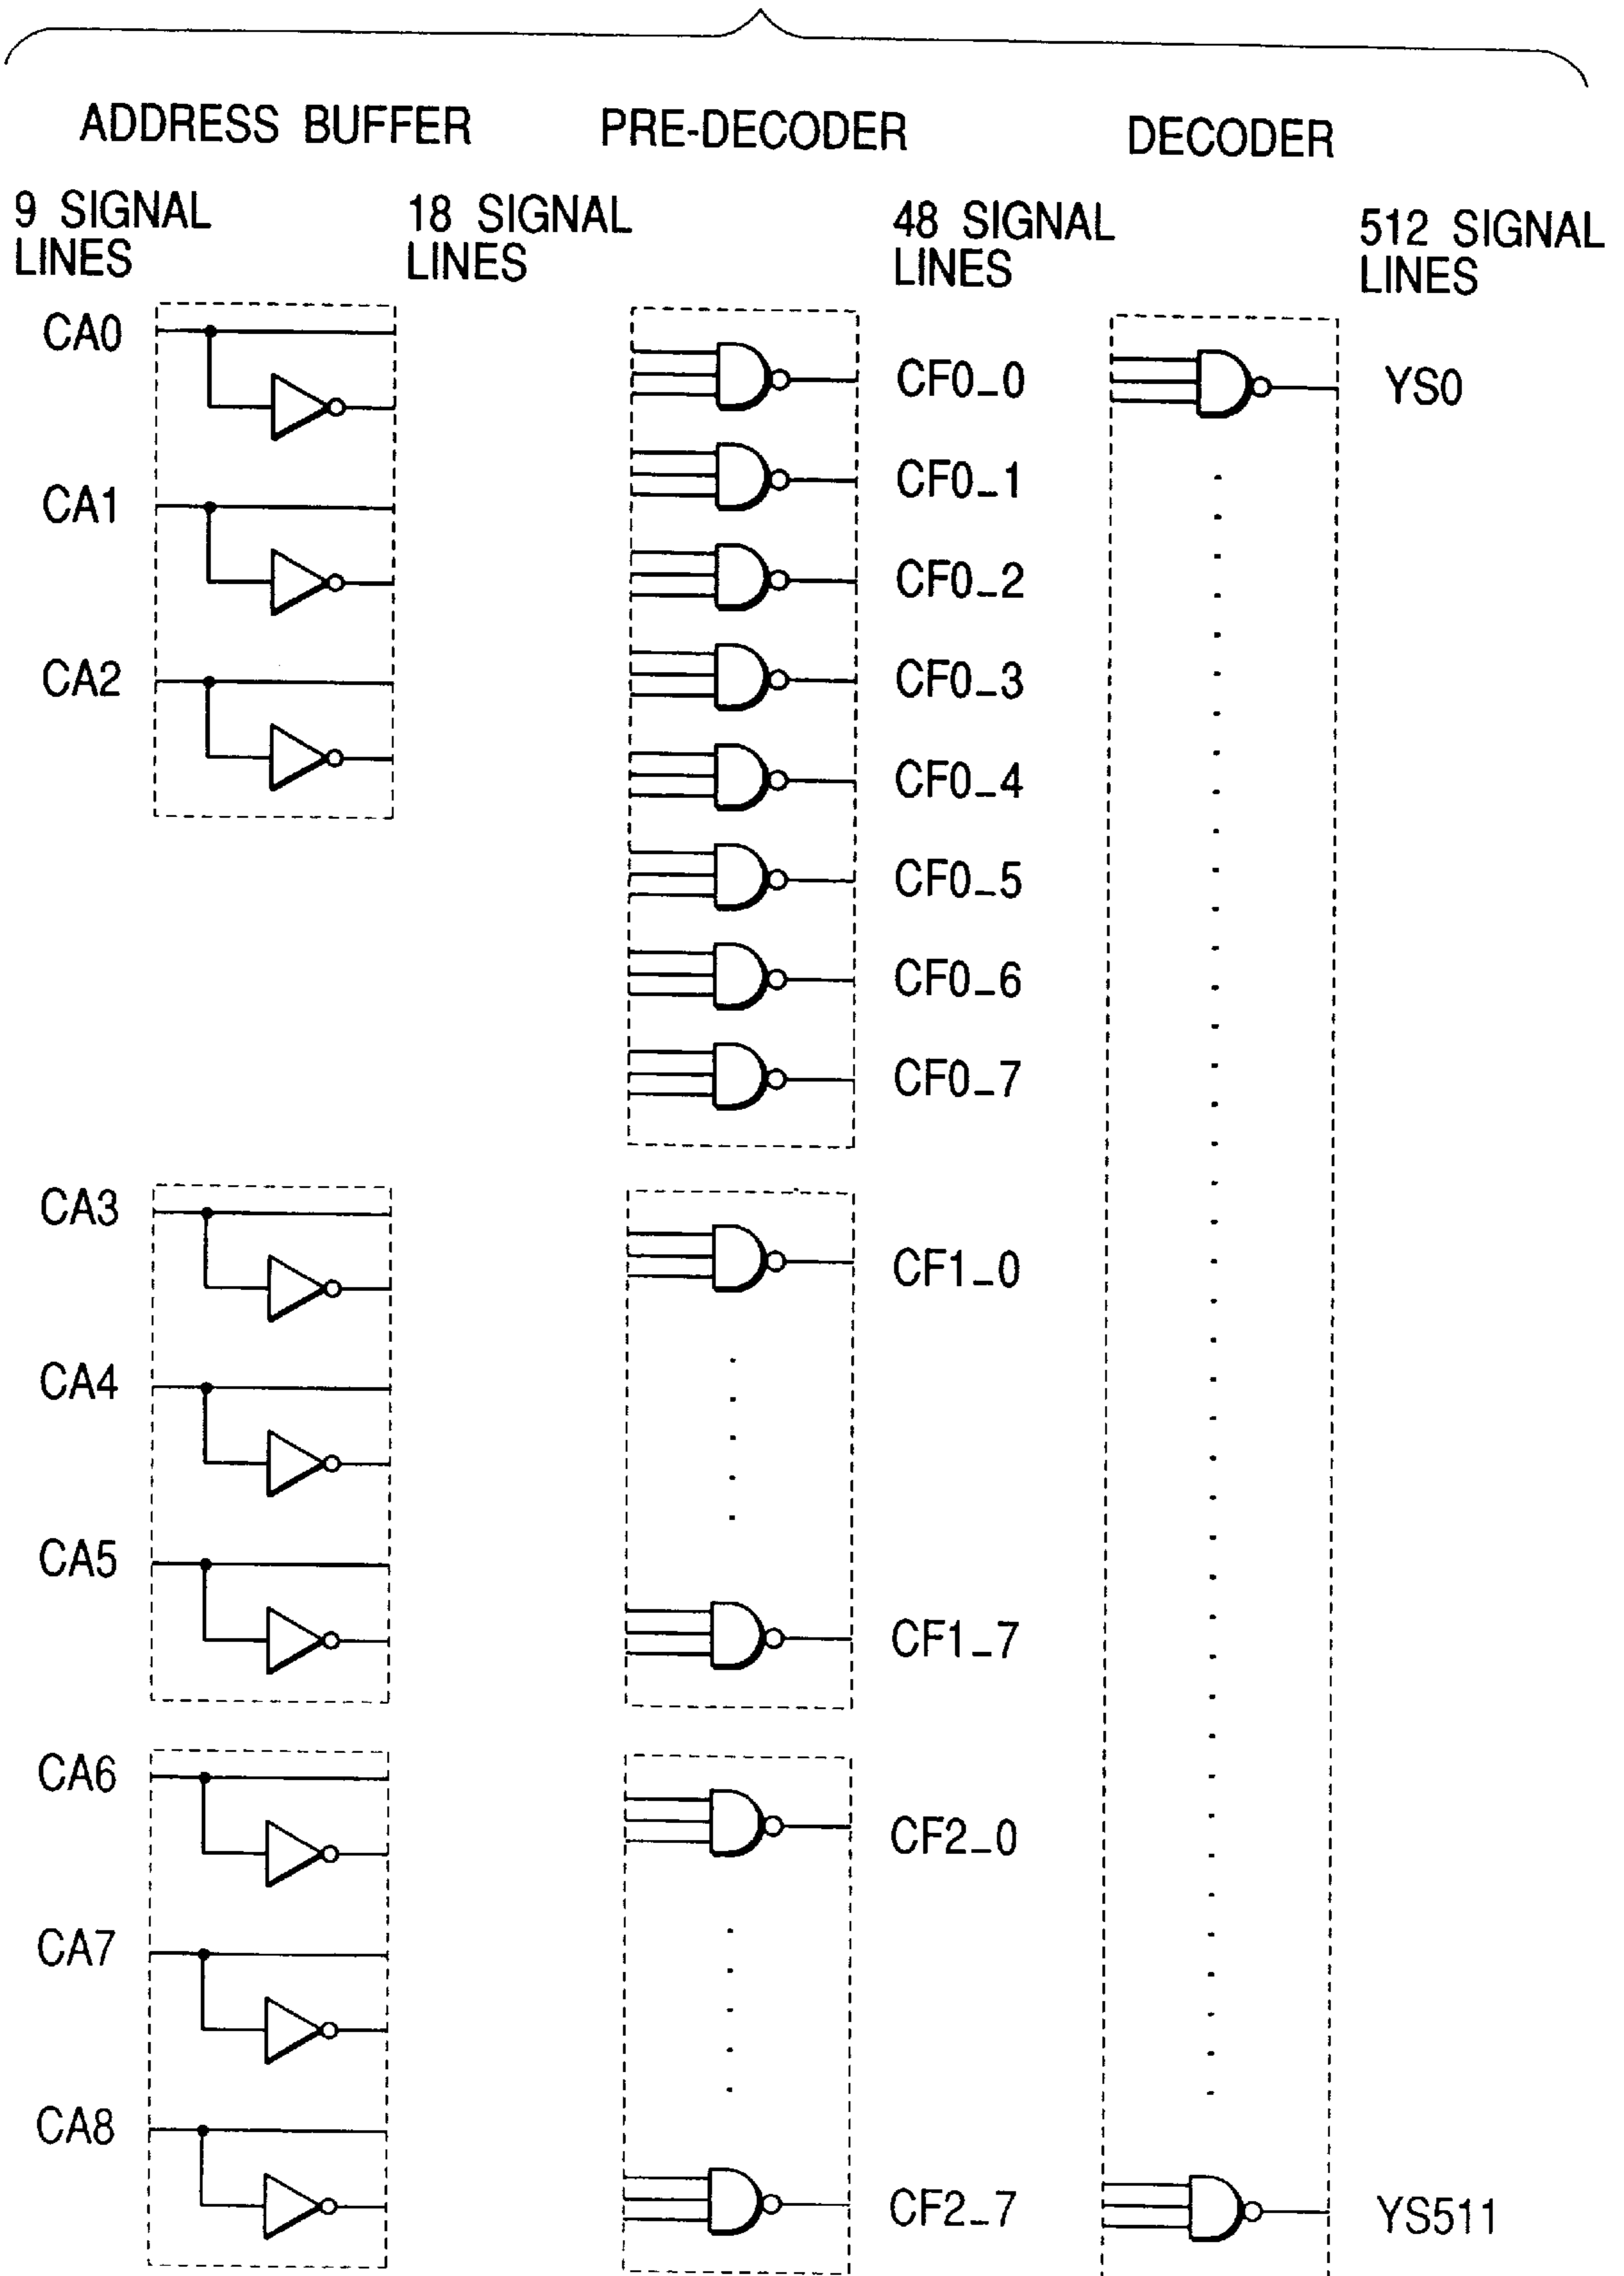 ADDRESS BUFFER
PRE-DECODER
DECODER
9 SIGNAL
LINES
18 SIGNAL
LINES
48 SIGNAL
LINES
512 SIGNAL
LINES
CA0
CA1
CA2
CF0_0
CF0_1
CF0_2
CF0_3
CF0_4
CF0_5
CF0_6
CF0_7
YS0
CA3
CA4
CA5
CF1_0
CF1_7
CA6
CA7
CA8
CF2_0
CF2_7
YS511